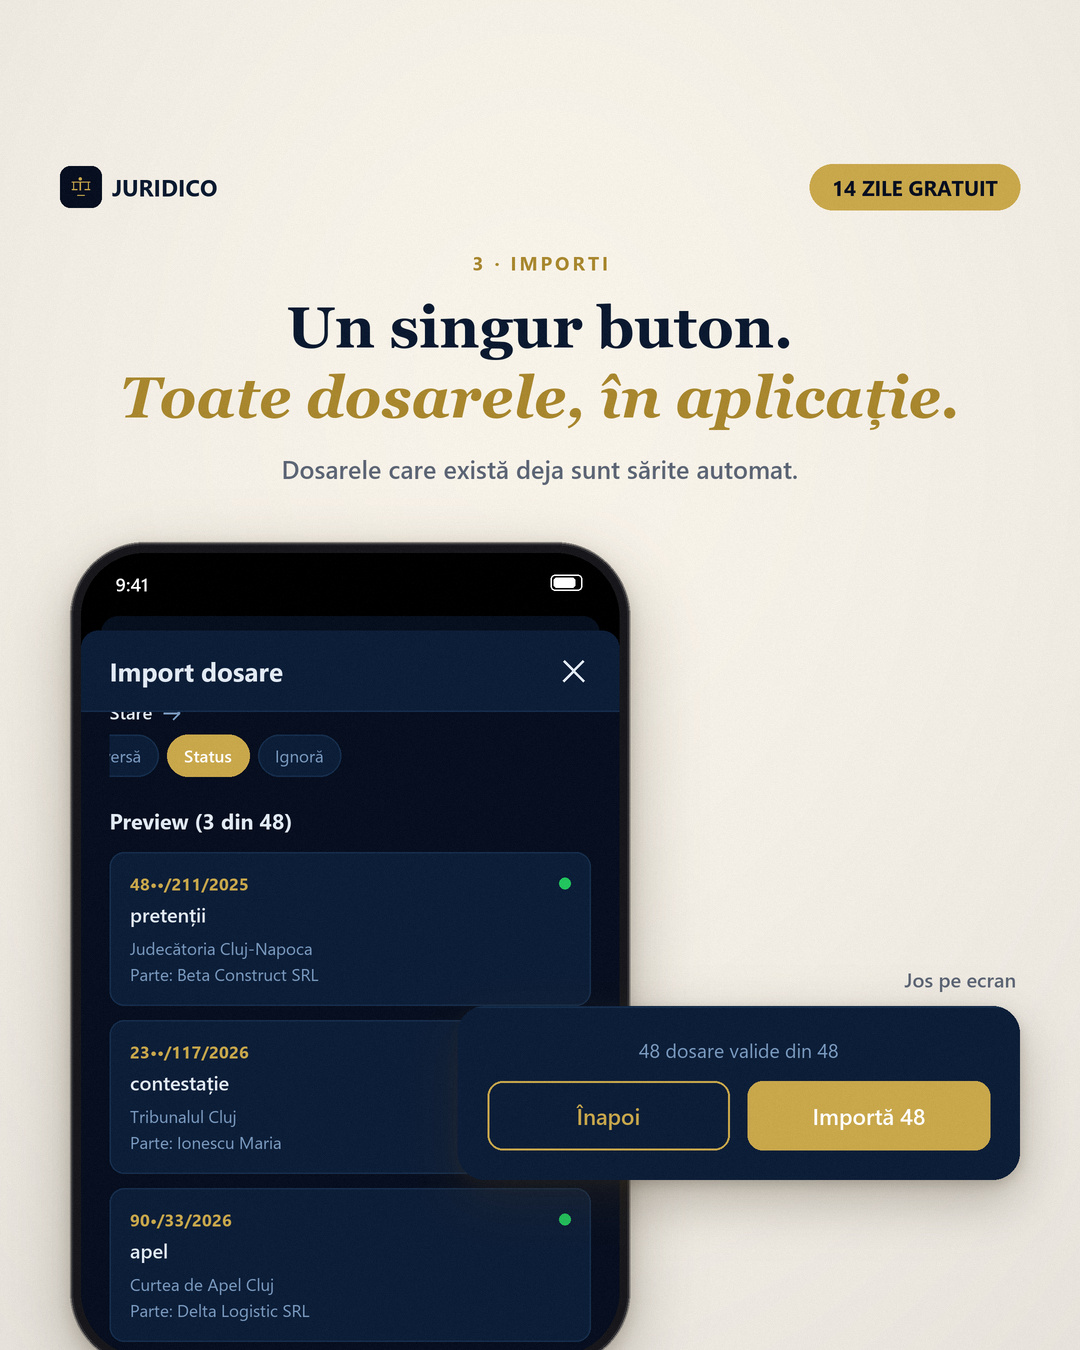 JURIDICO
14 ZILE GRATUIT
3 · IMPORTI
Un singur buton.
Toate dosarele, în aplicație.
Dosarele care există deja sunt sărite automat.
9:41
Import dosare
Stare →
ersă
Status
Ignoră
Preview (3 din 48)
48••/211/2025
pretenții
Judecătoria Cluj-Napoca
Parte: Beta Construct SRL
23••/117/2026
contestație
Tribunalul Cluj
Parte: Ionescu Maria
90•/33/2026
apel
Curtea de Apel Cluj
Parte: Delta Logistic SRL
Jos pe ecran
48 dosare valide din 48
Înapoi
Importă 48